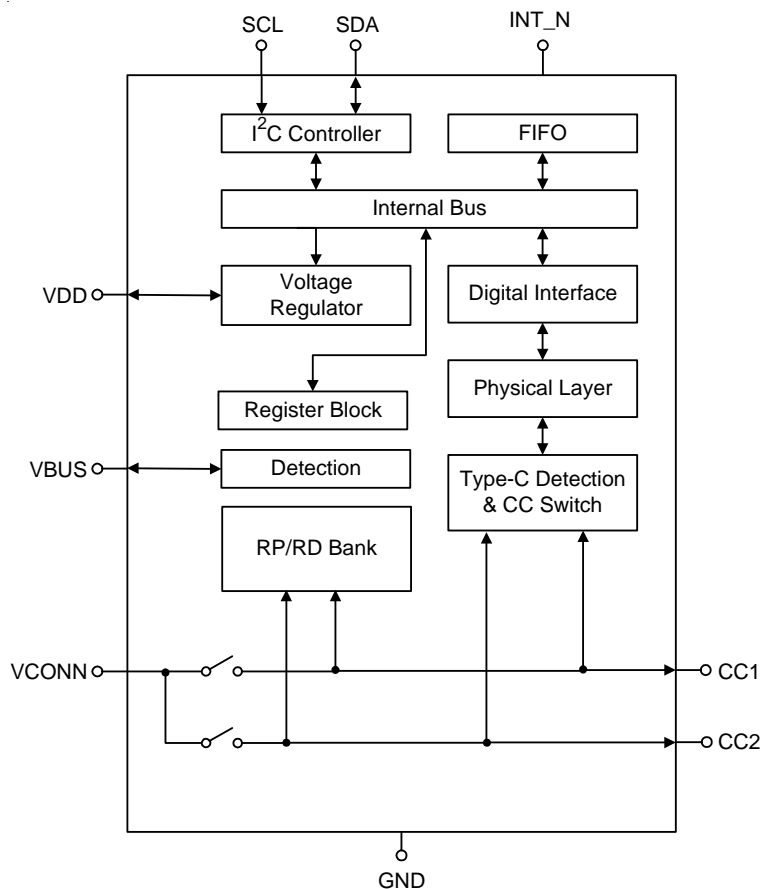 SCL
SDA
INT_N
I²C Controller
FIFO
Internal Bus
VDD
Voltage
Regulator
Digital Interface
Physical Layer
Register Block
VBUS
Detection
Type-C Detection
& CC Switch
RP/RD Bank
VCONN
CC1
CC2
GND